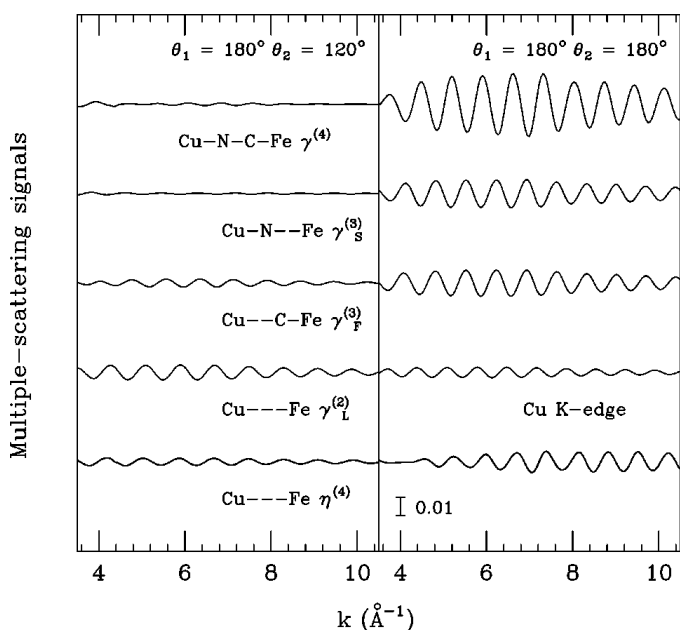 θ₁ = 180° θ₂ = 120°
θ₁ = 180° θ₂ = 180°
Cu−N−C−Fe γ⁽⁴⁾
Cu−N−−Fe γ⁽³⁾S
Cu−−C−Fe γ⁽³⁾F
Cu−−−Fe γ⁽²⁾L
Cu K−edge
Cu−−−Fe η⁽⁴⁾
0.01
4 6 8 10
4 6 8 10
k (Å⁻¹)
Multiple−scattering signals